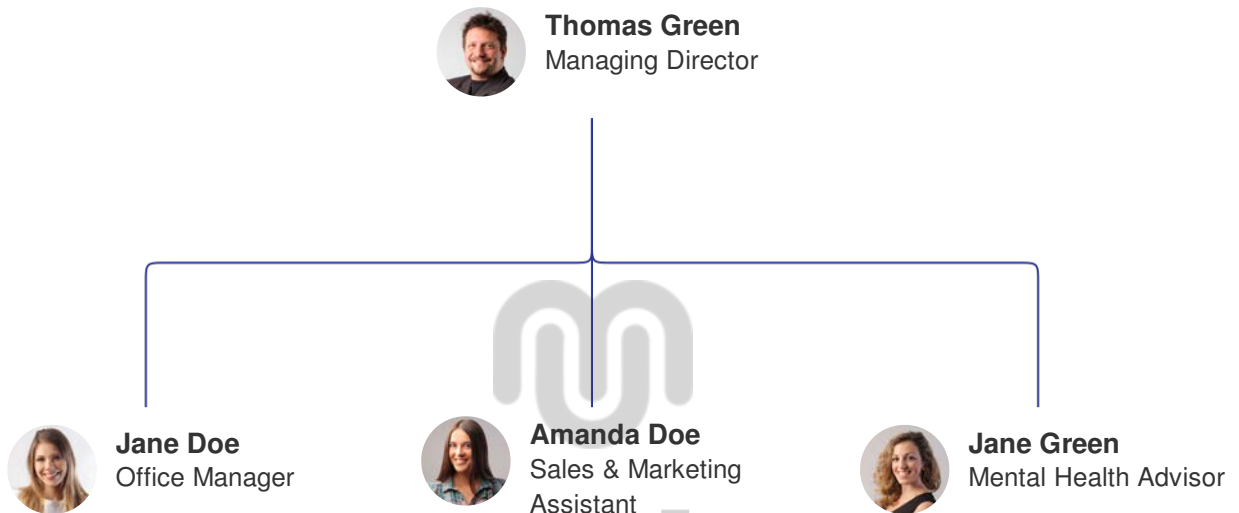 Thomas Green
Managing Director
Jane Doe
Office Manager
Amanda Doe
Sales & Marketing
Assistant
Jane Green
Mental Health Advisor